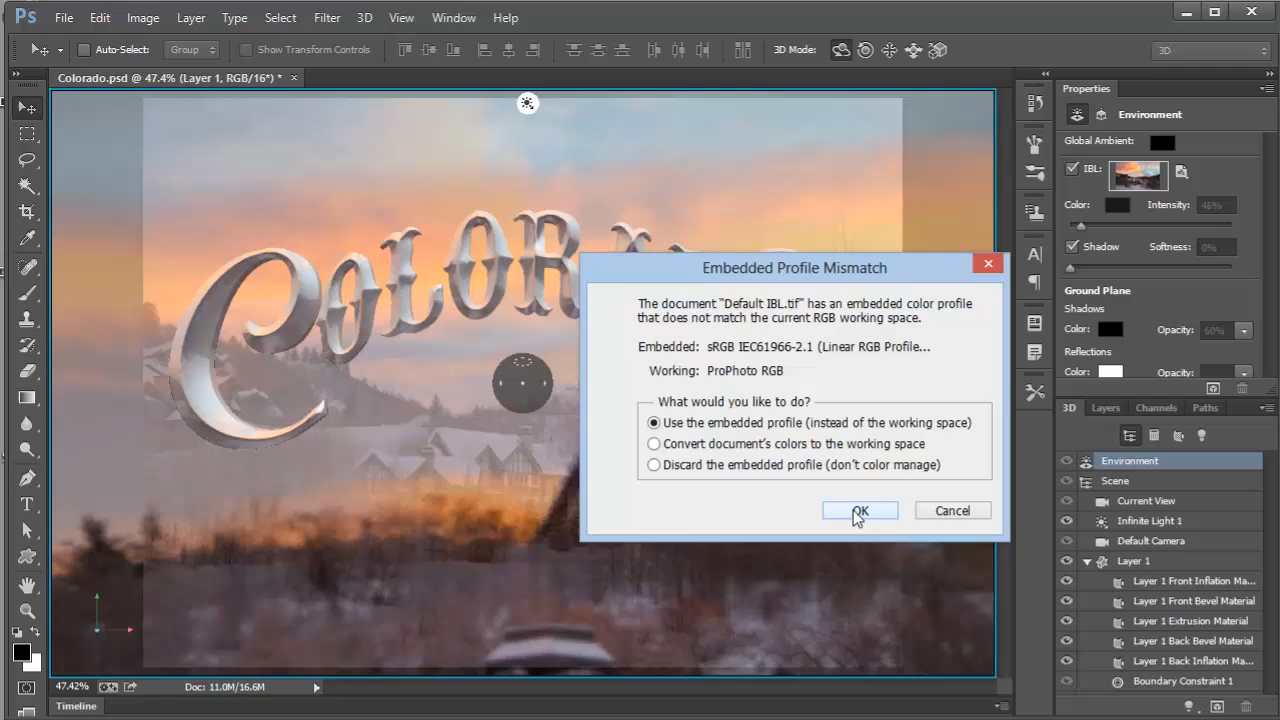 Ps File Edit Image Layer Type Select Filter 3D View Window Help
Auto-Select: Group Show Transform Controls 3D Mode: 3D
Colorado.psd @ 47.4% (Layer 1, RGB/16*) * ×
COLORA
Embedded Profile Mismatch
The document “Default IBL.tif” has an embedded color profile
that does not match the current RGB working space.
Embedded: sRGB IEC61966-2.1 (Linear RGB Profile...
Working: ProPhoto RGB
What would you like to do?
Use the embedded profile (instead of the working space)
Convert document's colors to the working space
Discard the embedded profile (don't color manage)
OK Cancel
Properties
Environment
Global Ambient:
IBL:
Color: Intensity: 46%
Shadow Softness: 0%
Ground Plane
Shadows
Color: Opacity: 60%
Reflections
Color: Opacity:
3D Layers Channels Paths
Environment
Scene
Current View
Infinite Light 1
Default Camera
Layer 1
Layer 1 Front Inflation Ma...
Layer 1 Front Bevel Material
Layer 1 Extrusion Material
Layer 1 Back Bevel Material
Layer 1 Back Inflation Ma...
Boundary Constraint 1
47.42% Doc: 11.0M/16.6M
Timeline